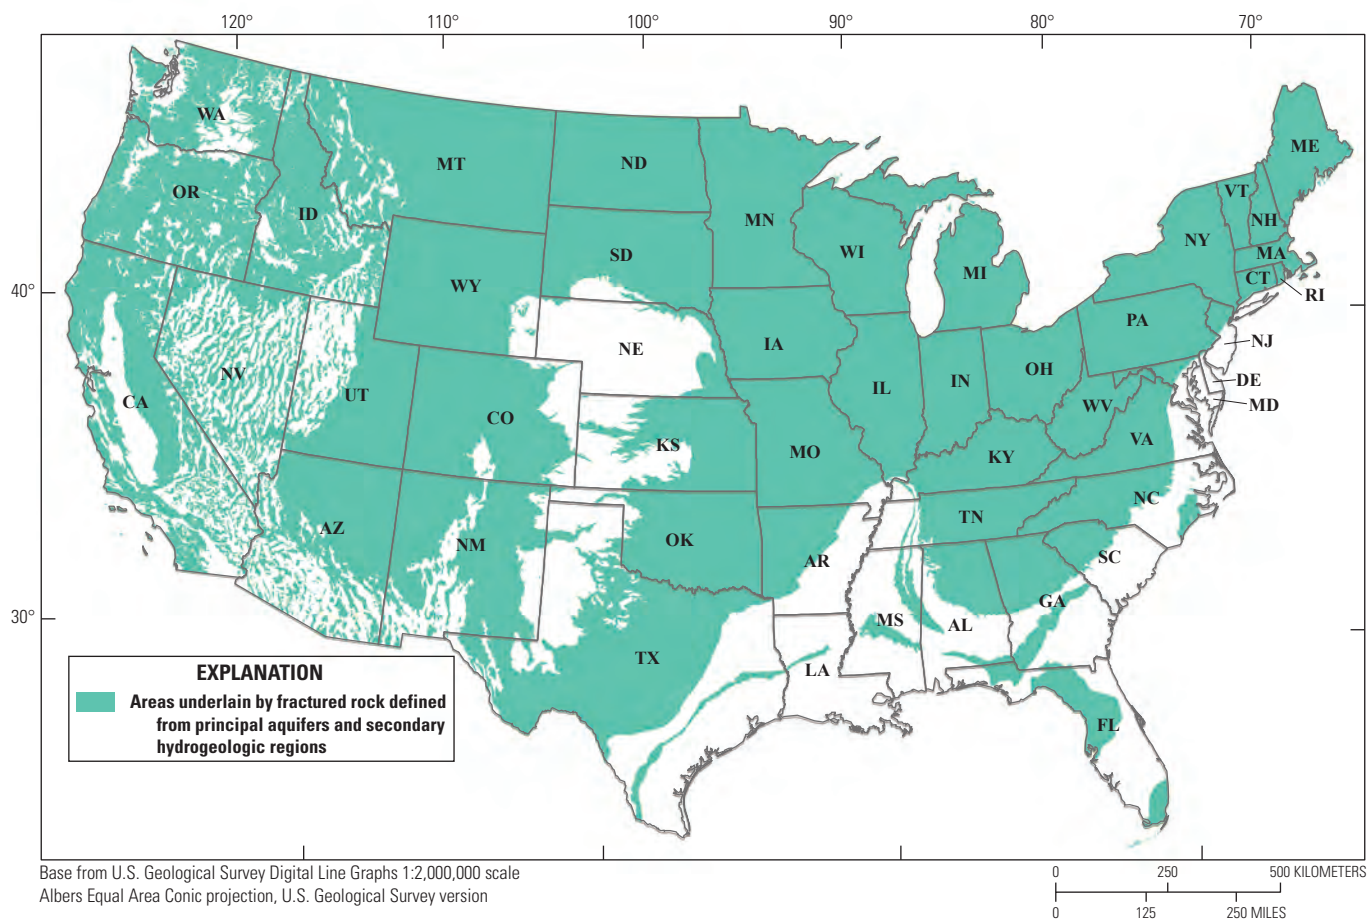 120° 110° 100° 90° 80° 70°
WA
ME
MT
ND
VT
OR
MN
ID
NH
NY
WI
MA
SD
MI
CT
WY
40°
RI
PA
NJ
IA
NE
OH
NV
DE
IN
IL
UT
CA
MD
WV
CO
VA
KS
MO
KY
NC
TN
AZ
OK
NM
SC
AR
GA
30°
MS
AL
TX
LA
FL
EXPLANATION
Areas underlain by fractured rock defined
from principal aquifers and secondary
hydrogeologic regions
Base from U.S. Geological Survey Digital Line Graphs 1:2,000,000 scale
Albers Equal Area Conic projection, U.S. Geological Survey version
0 250 500 KILOMETERS
0 125 250 MILES